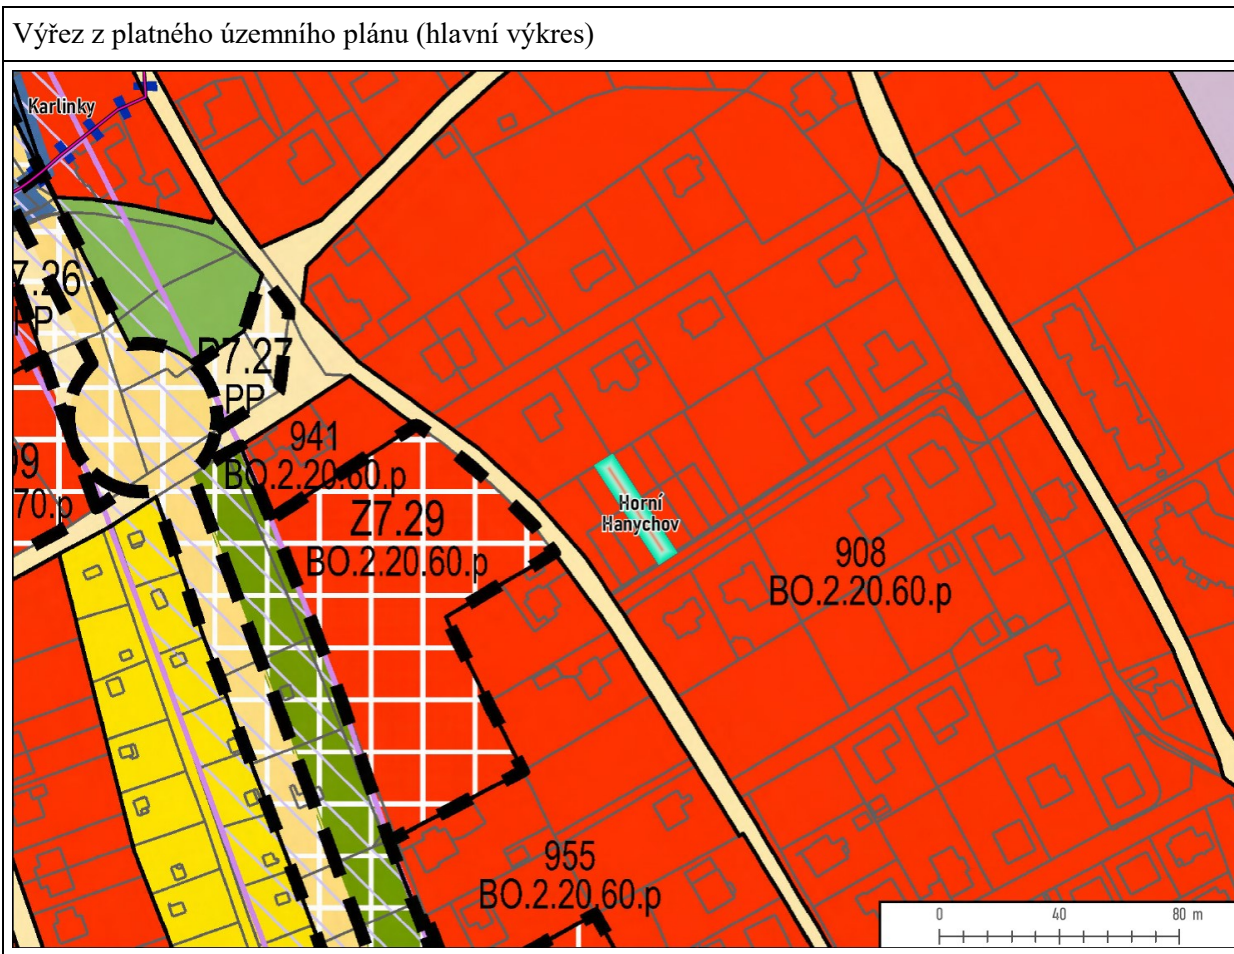 Výřez z platného územního plánu (hlavní výkres)
Karlinky
7.26
PP
P7.27
PP
941
BO.2.20.60.p
99
70.p
Z7.29
BO.2.20.60.p
Horní
Hanychov
908
BO.2.20.60.p
955
BO.2.20.60.p
0 40 80 m